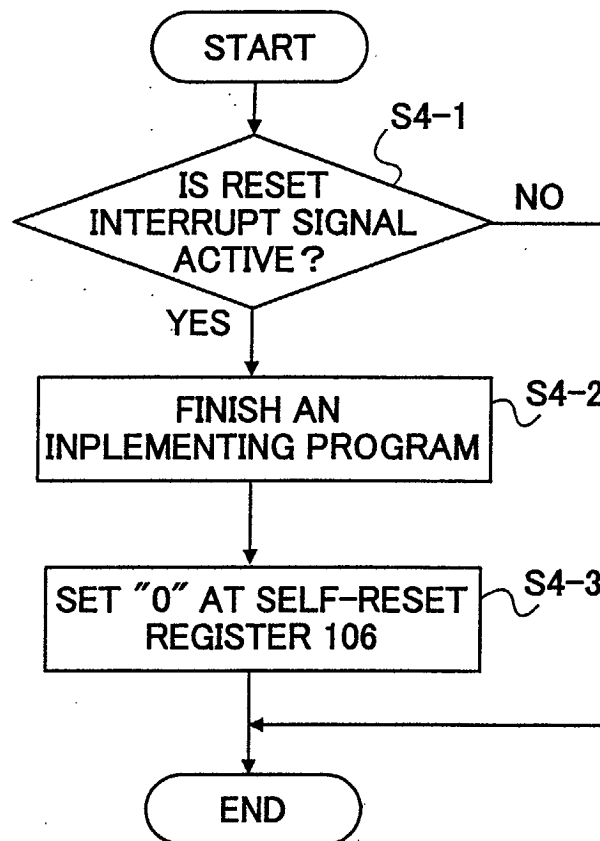 START
S4-1
IS RESET
INTERRUPT SIGNAL
ACTIVE?
NO
YES
S4-2
FINISH AN
INPLEMENTING PROGRAM
S4-3
SET "0" AT SELF-RESET
REGISTER 106
END